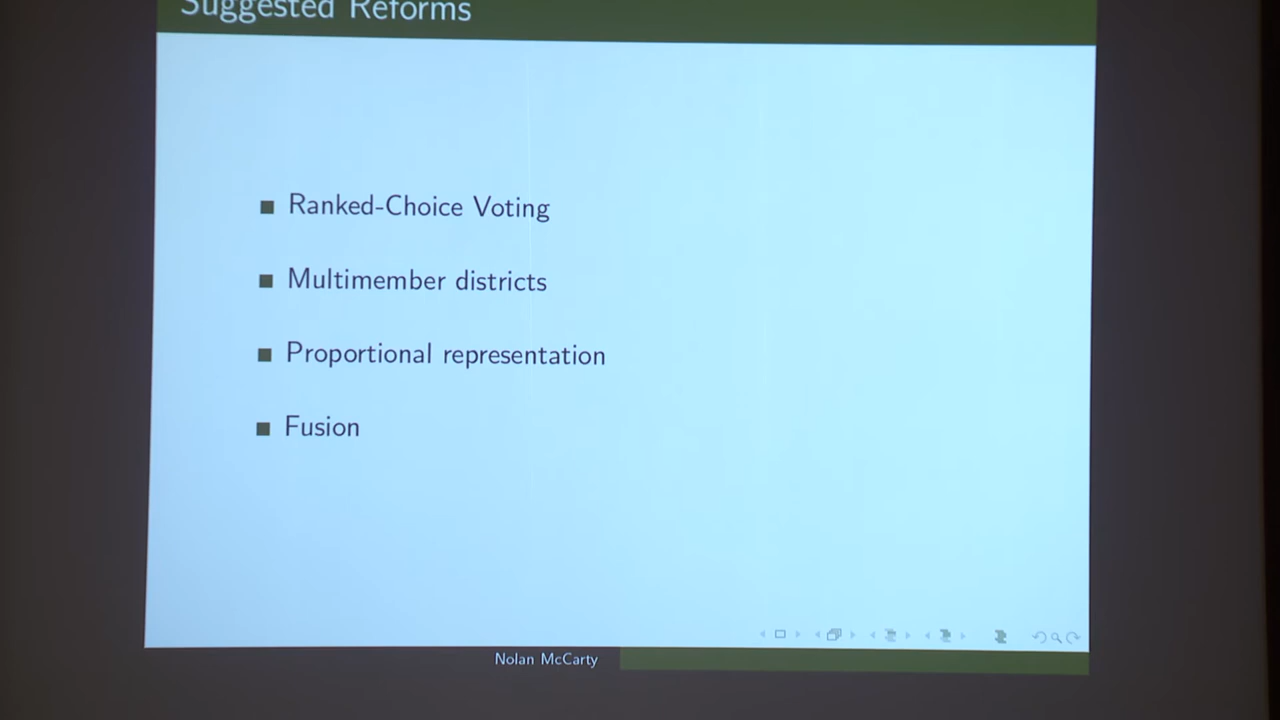 Suggested Reforms
Ranked-Choice Voting
Multimember districts
Proportional representation
Fusion
Nolan McCarty